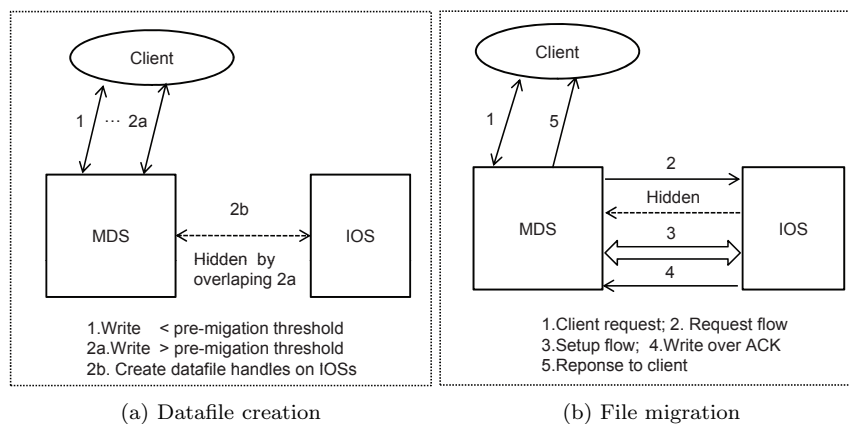 Client
1 ··· 2a
MDS
2b
IOS
Hidden by
overlaping 2a
1.Write < pre-migation threshold
2a.Write > pre-migation threshold
2b. Create datafile handles on IOSs
(a) Datafile creation
Client
1
5
2
Hidden
MDS
IOS
3
4
1.Client request; 2. Request flow
3.Setup flow; 4.Write over ACK
5.Reponse to client
(b) File migration